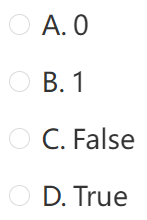 A. 0
B. 1
C. False
D. True